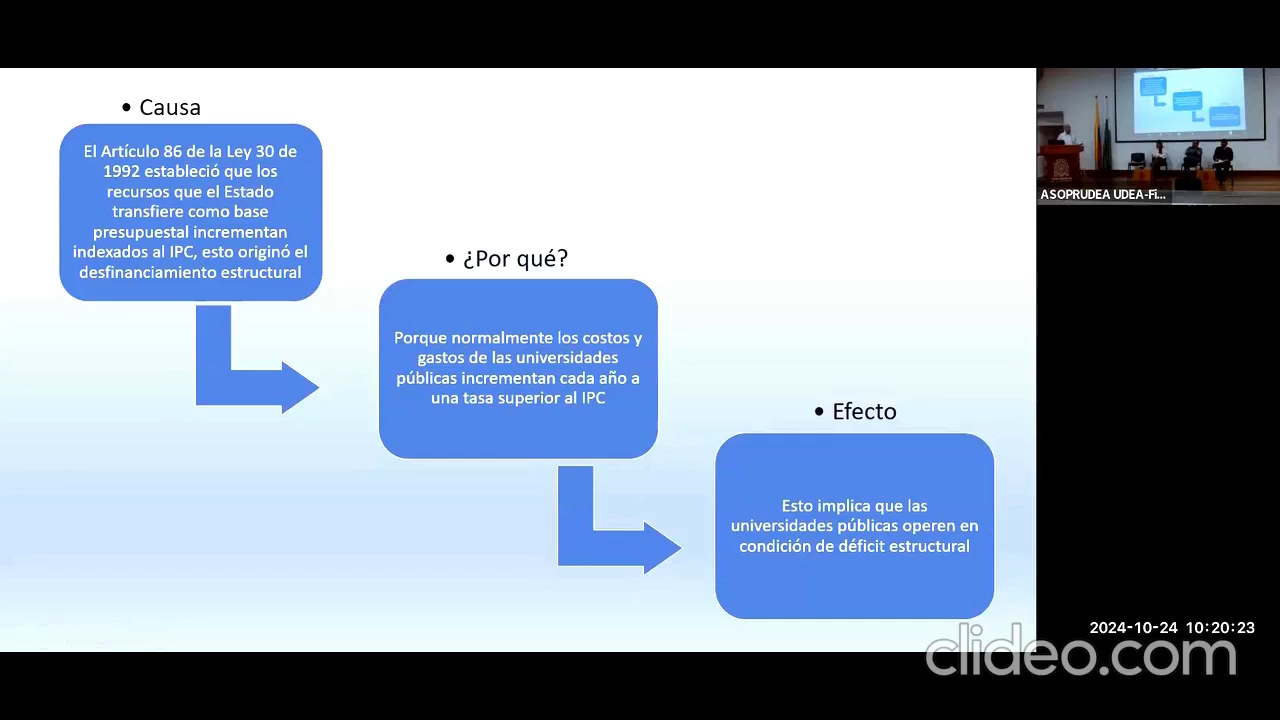 • Causa
El Artículo 86 de la Ley 30 de
1992 estableció que los
recursos que el Estado
transfiere como base
presupuestal incrementan
indexados al IPC, esto originó el
desfinanciamiento estructural
• ¿Por qué?
Porque normalmente los costos y
gastos de las universidades
públicas incrementan cada año a
una tasa superior al IPC
• Efecto
Esto implica que las
universidades públicas operen en
condición de déficit estructural
ASOPRUDEA UDEA-Fi...
2024-10-24 10:20:23
clideo.com